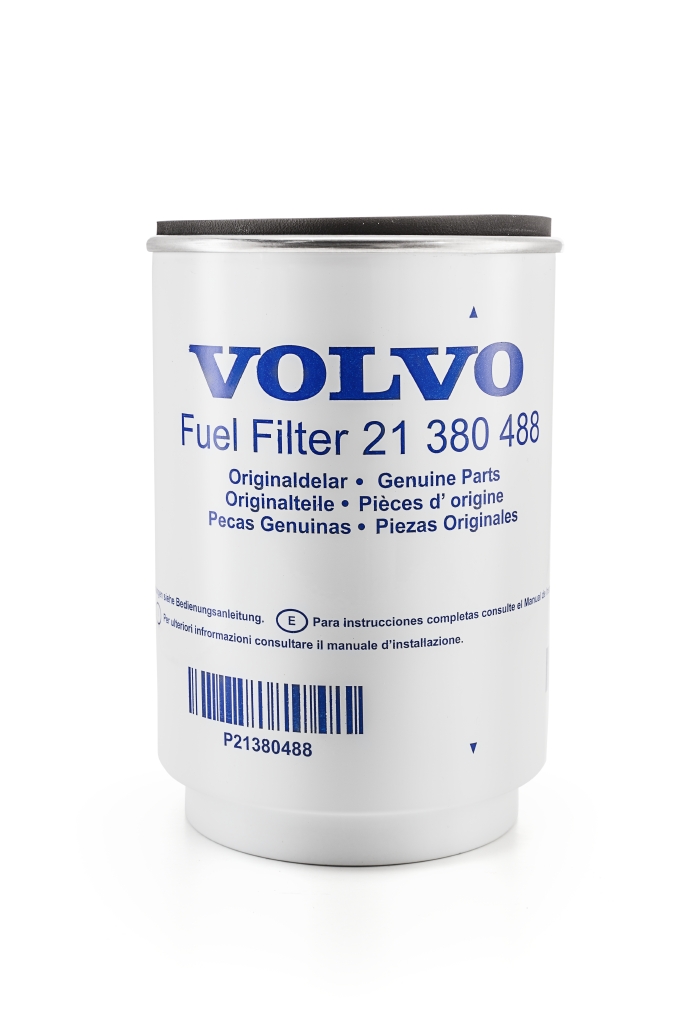 VOLVO
Fuel Filter 21 380 488
Originaldelar • Genuine Parts
Originalteile • Pièces d' origine
Pecas Genuinas • Piezas Originales
siehe Bedienungsanleitung. E Para instrucciones completas consulte el Manual
Per ulteriori infrormazioni consultare il manuale d'installazione.
P21380488